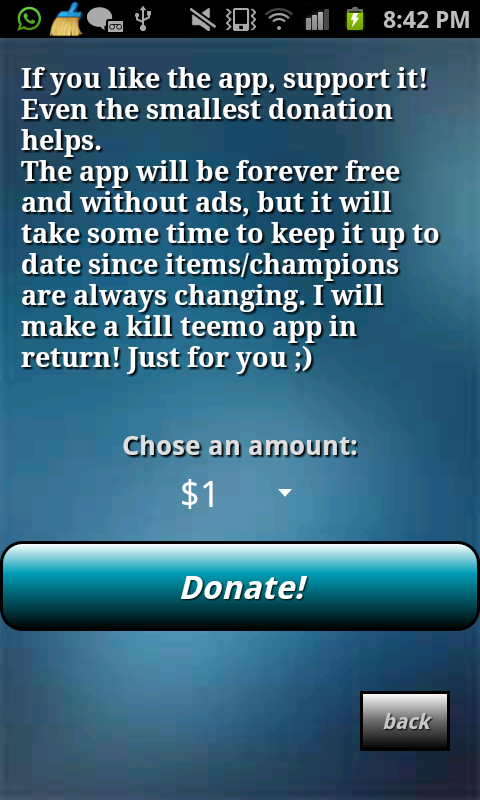 8:42 PM
If you like the app, support it!
Even the smallest donation
helps.
The app will be forever free
and without ads, but it will
take some time to keep it up to
date since items/champions
are always changing. I will
make a kill teemo app in
return! Just for you ;)
Chose an amount:
$1
Donate!
back